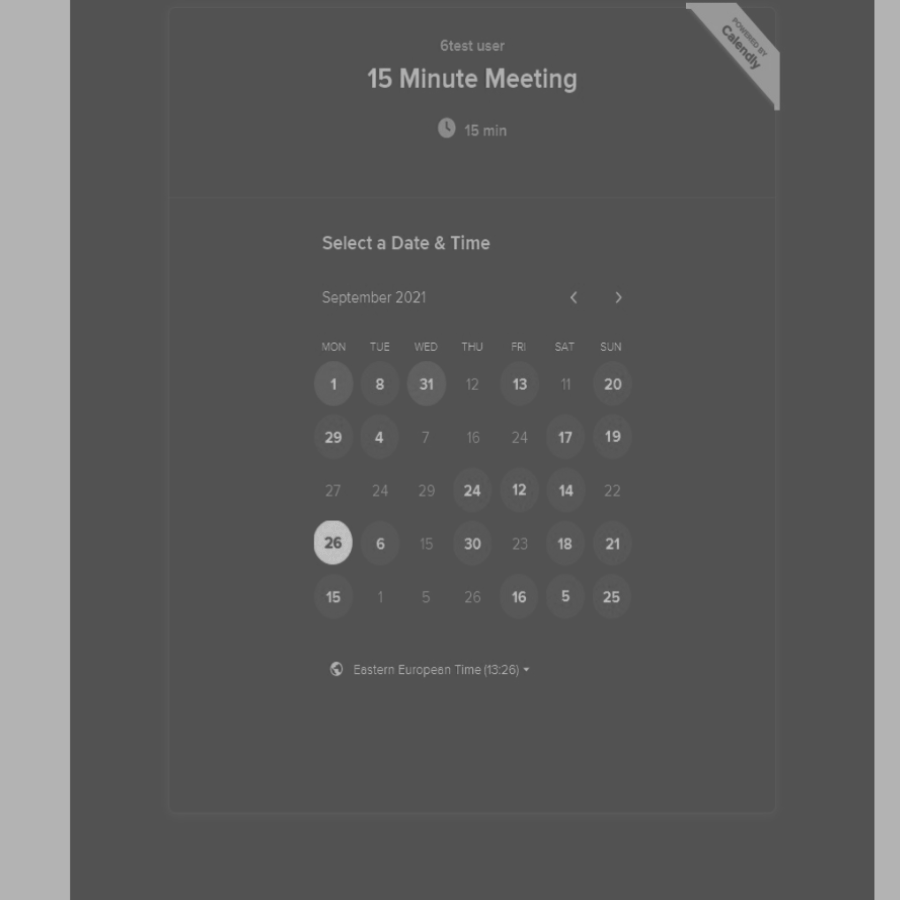 POWERED BY
Calendly
6test user
15 Minute Meeting
15 min
Select a Date & Time
September 2021
MON TUE WED THU FRI SAT SUN
1 8 31 12 13 11 20
29 4 7 16 24 17 19
27 24 29 24 12 14 22
26 6 15 30 23 18 21
15 1 5 26 16 5 25
Eastern European Time (13:26)